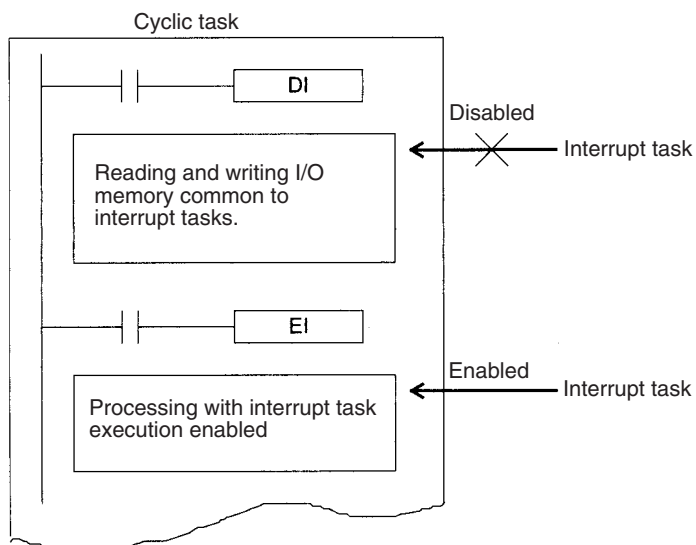 Cyclic task
DI
Disabled
Interrupt task
Reading and writing I/O
memory common to
interrupt tasks.
EI
Enabled
Interrupt task
Processing with interrupt task
execution enabled